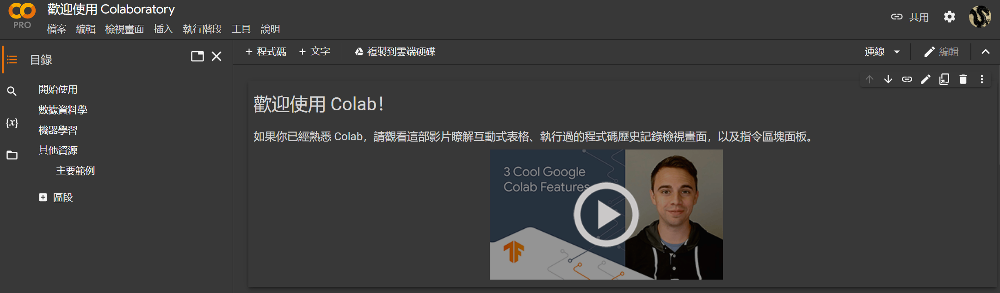 歡迎使用 Colaboratory
PRO
檔案 編輯 檢視畫面 插入 執行階段 工具 說明
共用
目錄
開始使用
數據資料學
機器學習
其他資源
主要範例
區段
+ 程式碼 + 文字 複製到雲端硬碟
連線 編輯
歡迎使用 Colab！
如果你已經熟悉 Colab，請觀看這部影片瞭解互動式表格、執行過的程式碼歷史記錄檢視畫面，以及指令區塊面板。
3 Cool Google
Colab Features
{x}